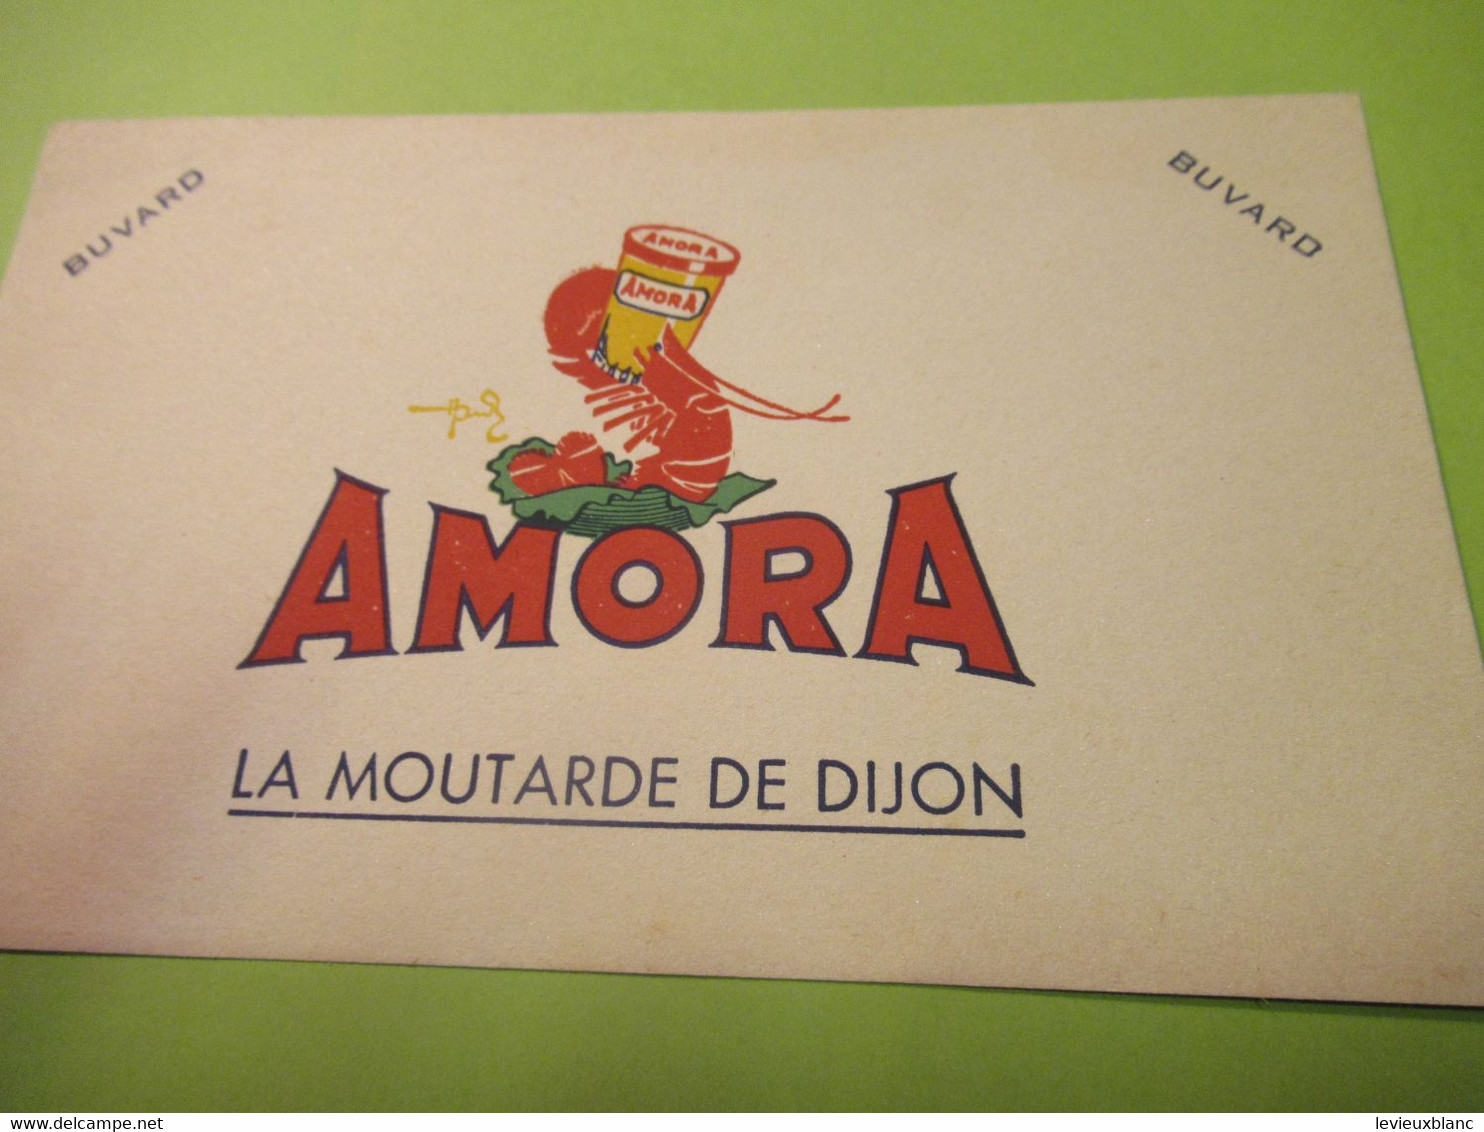 BUVARD
BUVARD
AMORA
AMORA
AMORA
LA MOUTARDE DE DIJON
www.delcampe.net
levieuxblanc